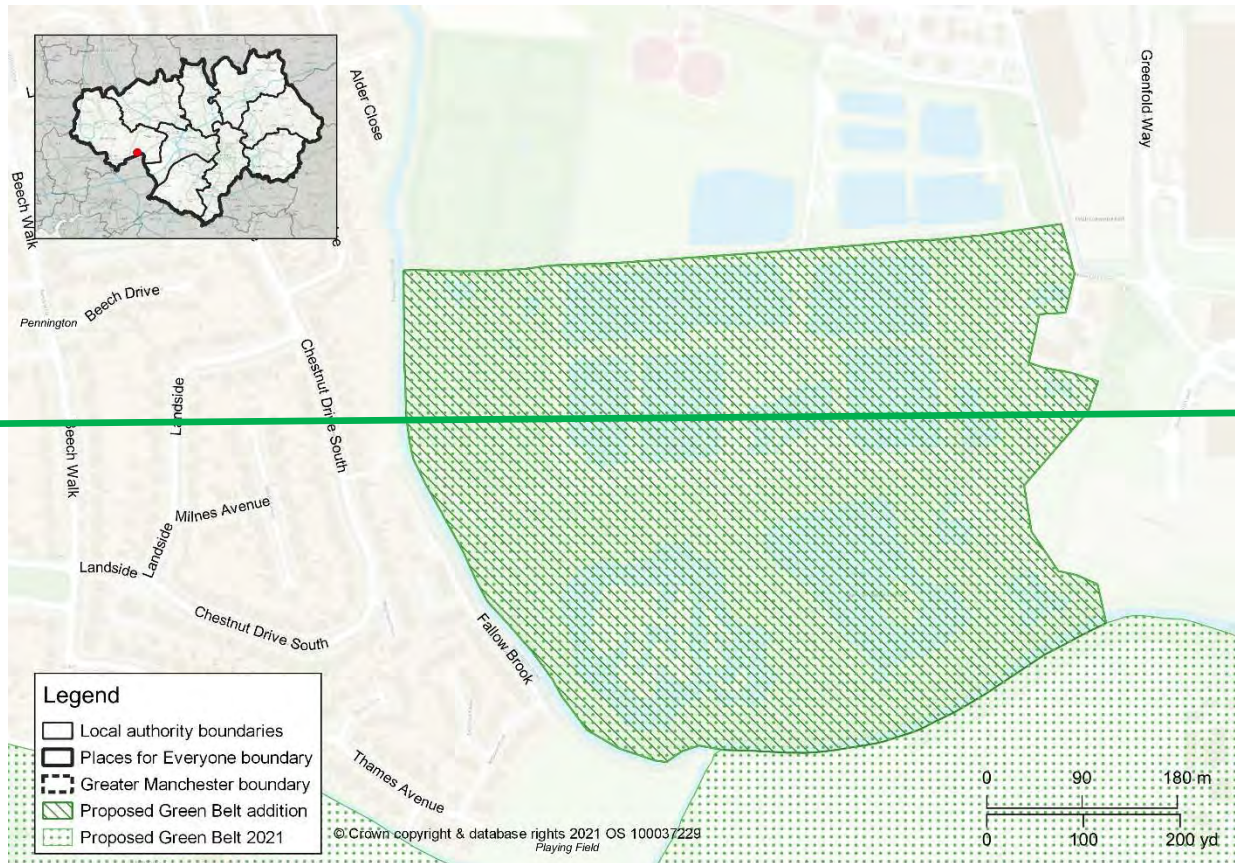 Alder Close
Greenfold Way
Beech Walk
Beech Drive
Pennington
Chestnut Drive South
Landside
Beech Walk
Milnes Avenue
Landside
Landside
Chestnut Drive South
Fallow Brook
Thames Avenue
Legend
Local authority boundaries
Places for Everyone boundary
Greater Manchester boundary
Proposed Green Belt addition
Proposed Green Belt 2021
© Crown copyright & database rights 2021 OS 100037229
Playing Field
0 90 180 m
0 100 200 yd